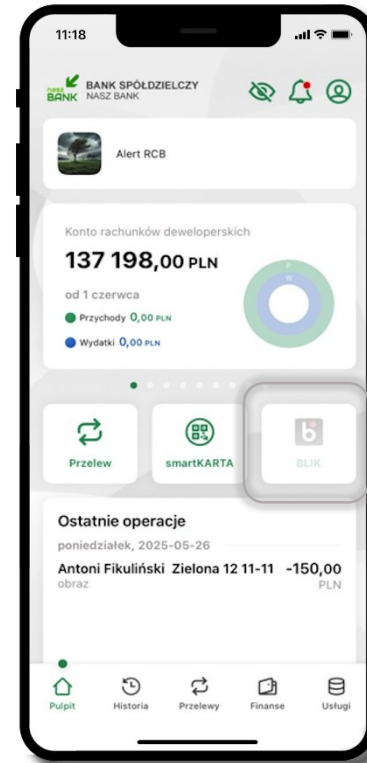 11:18
nasz BANK BANK SPÓŁDZIELCZY
NASZ BANK
Alert RCB
Konto rachunków deweloperskich
137 198,00 PLN
od 1 czerwca
Przychody 0,00 PLN
Wydatki 0,00 PLN
P
W
Przelew smartKARTA BLIK
Ostatnie operacje
poniedziałek, 2025-05-26
Antoni Fikuliński Zielona 12 11-11 -150,00
obraz PLN
Pulpit Historia Przelewy Finanse Usługi